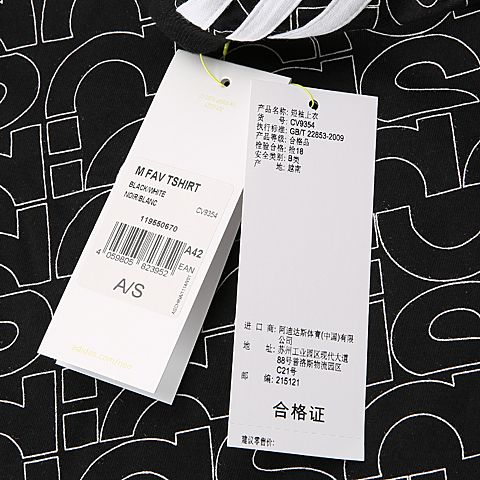 M FAV TSHIRT
BLACK/WHITE
NOIR/BLANC
CV9354
119550670
A42
4 059805 823952
EAN
A/S
adidas.com/neo
产品名称: 短袖上衣
货 号: CV9354
执行标准: GB/T 22853-2009
产品等级: 合格品
检验合格: 检18
安全类别: B类
产 地: 越南
进 口 商: 阿迪达斯体育(中国)有限
公司
地 址: 苏州工业园区现代大道
88号普洛斯物流园区
C21号
邮 编: 215121
合格证
建议零售价: